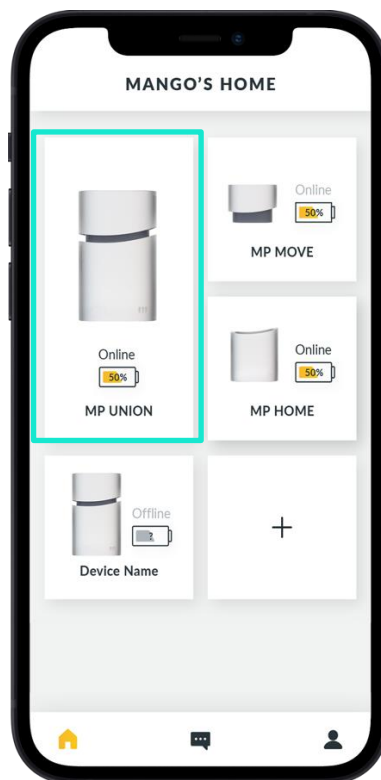 MANGO'S HOME
Online
50%
MP UNION
Online
50%
MP MOVE
Online
50%
MP HOME
Offline
?
Device Name
+